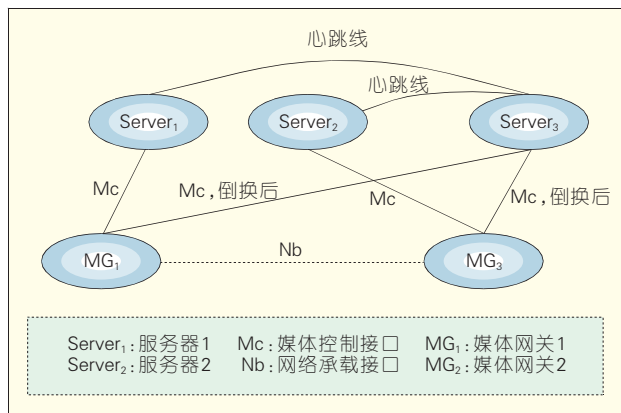 心跳线
心跳线
Server₁
Server₂
Server₃
Mc
Mc,倒换后
Mc
Mc,倒换后
MG₁
Nb
MG₃
Server₁:服务器1 Mc:媒体控制接口 MG₁:媒体网关1
Server₂:服务器2 Nb:网络承载接口 MG₂:媒体网关2